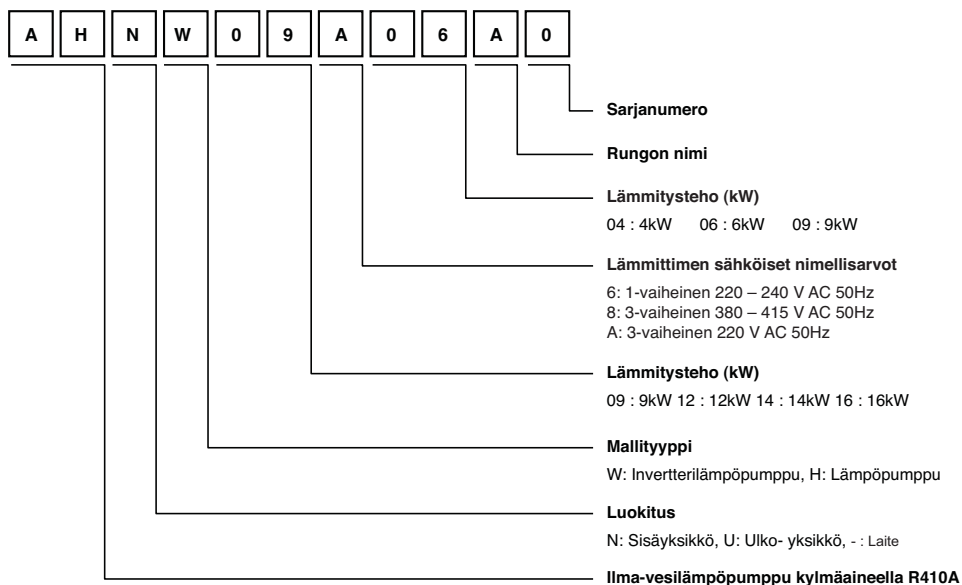 A H N W 0 9 A 0 6 A 0
Sarjanumero
Rungon nimi
Lämmitysteho (kW)
04 : 4kW 06 : 6kW 09 : 9kW
Lämmittimen sähköiset nimellisarvot
6: 1-vaiheinen 220 – 240 V AC 50Hz
8: 3-vaiheinen 380 – 415 V AC 50Hz
A: 3-vaiheinen 220 V AC 50Hz
Lämmitysteho (kW)
09 : 9kW 12 : 12kW 14 : 14kW 16 : 16kW
Mallityyppi
W: Invertterilämpöpumppu, H: Lämpöpumppu
Luokitus
N: Sisäyksikkö, U: Ulko- yksikkö, - : Laite
Ilma-vesilämpöpumppu kylmäaineella R410A